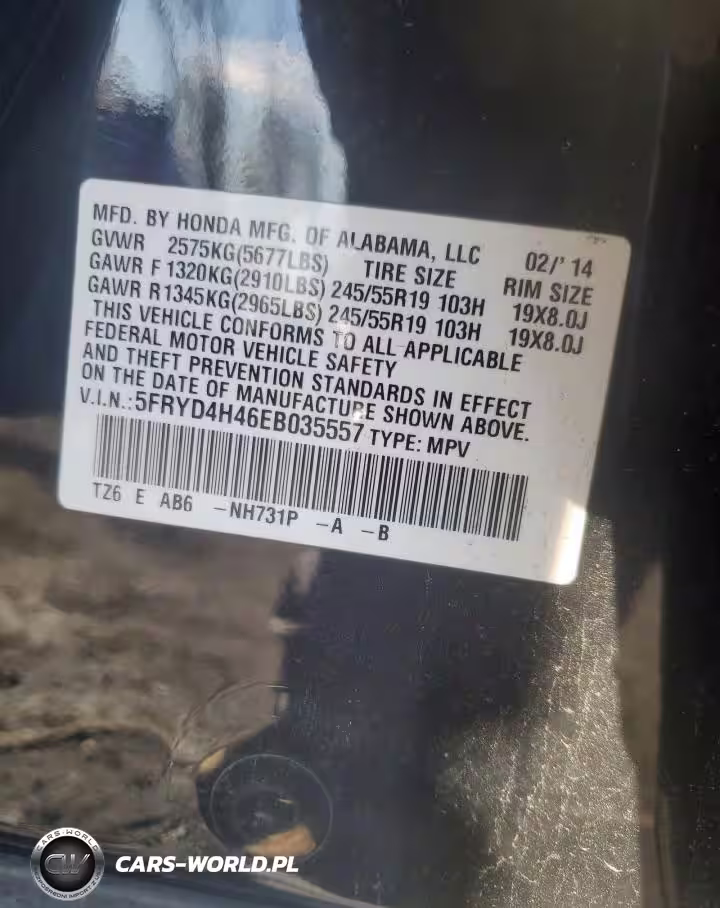 MFD. BY HONDA MFG. OF ALABAMA, LLC 02/' 14
GVWR 2575KG(5677LBS) TIRE SIZE RIM SIZE
GAWR F 1320KG(2910LBS) 245/55R19 103H 19X8.0J
GAWR R 1345KG(2965LBS) 245/55R19 103H 19X8.0J
THIS VEHICLE CONFORMS TO ALL APPLICABLE
FEDERAL MOTOR VEHICLE SAFETY
AND THEFT PREVENTION STANDARDS IN EFFECT
ON THE DATE OF MANUFACTURE SHOWN ABOVE.
V.I.N.:5FRYD4H46EB035557 TYPE: MPV
TZ6 E AB6 -NH731P -A -B
CARS-WORLD
CW
CARS-WORLD.PL